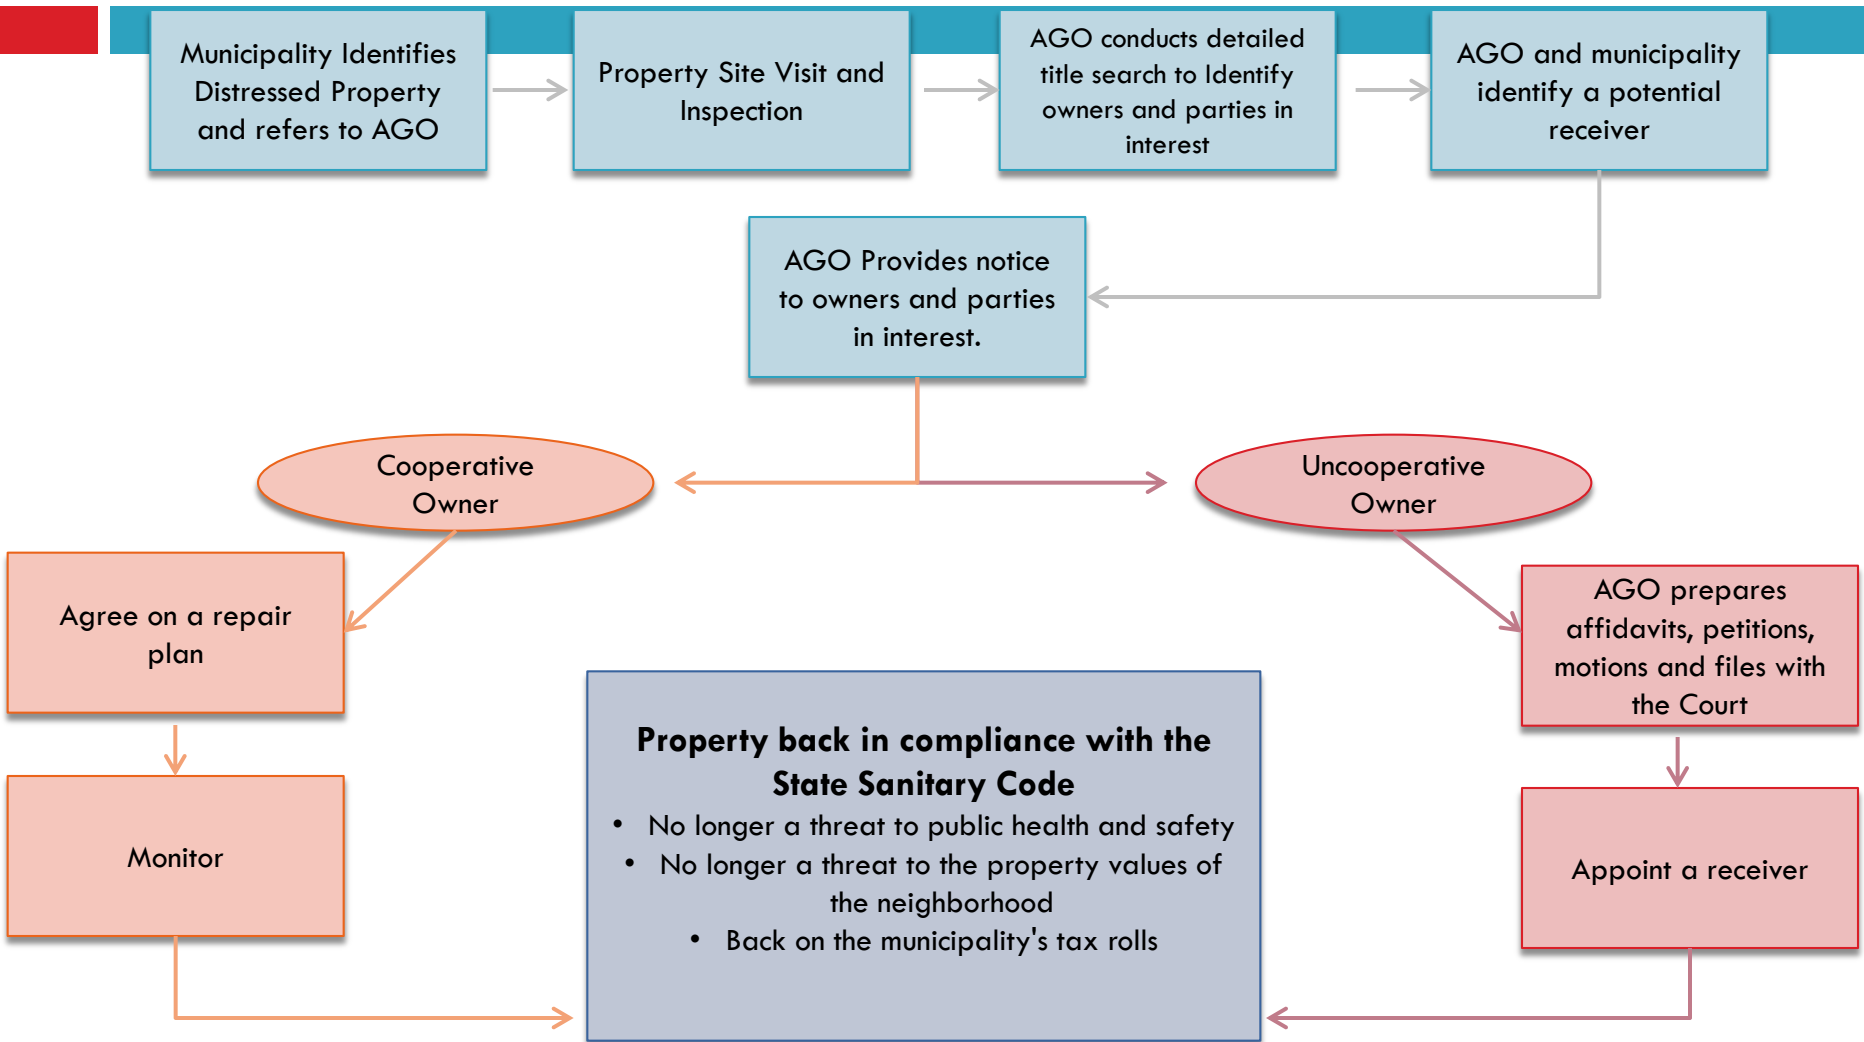 Municipality Identifies
Distressed Property
and refers to AGO
Property Site Visit and
Inspection
AGO conducts detailed
title search to Identify
owners and parties in
interest
AGO and municipality
identify a potential
receiver
AGO Provides notice
to owners and parties
in interest.
Cooperative
Owner
Uncooperative
Owner
Agree on a repair
plan
AGO prepares
affidavits, petitions,
motions and files with
the Court
Property back in compliance with the
State Sanitary Code
• No longer a threat to public health and safety
• No longer a threat to the property values of
the neighborhood
• Back on the municipality's tax rolls
Monitor
Appoint a receiver